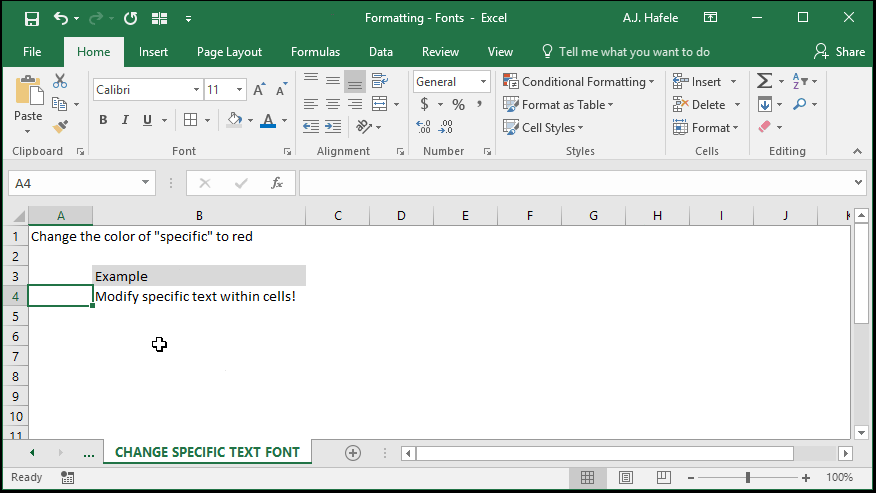 Formatting - Fonts - Excel
A.J. Hafele
File Home Insert Page Layout Formulas Data Review View Tell me what you want to do Share
Calibri 11 General Conditional Formatting Insert
Paste Format as Table Delete
B I U A $ % , Cell Styles Format
Clipboard Font Alignment Number Styles Cells Editing
A4 fx
A B C D E F G H I J K
1 Change the color of "specific" to red
2
3 Example
4 Modify specific text within cells!
5
6
7
8
9
10
11
... CHANGE SPECIFIC TEXT FONT
Ready 100%